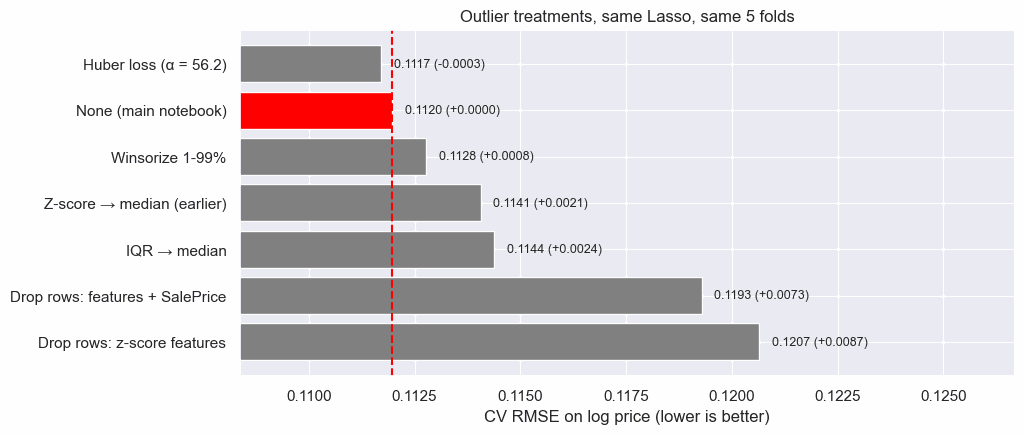 Outlier treatments, same Lasso, same 5 folds
Huber loss (α = 56.2)
0.1117 (-0.0003)
None (main notebook)
0.1120 (+0.0000)
Winsorize 1-99%
0.1128 (+0.0008)
Z-score → median (earlier)
0.1141 (+0.0021)
IQR → median
0.1144 (+0.0024)
Drop rows: features + SalePrice
0.1193 (+0.0073)
Drop rows: z-score features
0.1207 (+0.0087)
0.1100 0.1125 0.1150 0.1175 0.1200 0.1225 0.1250
CV RMSE on log price (lower is better)